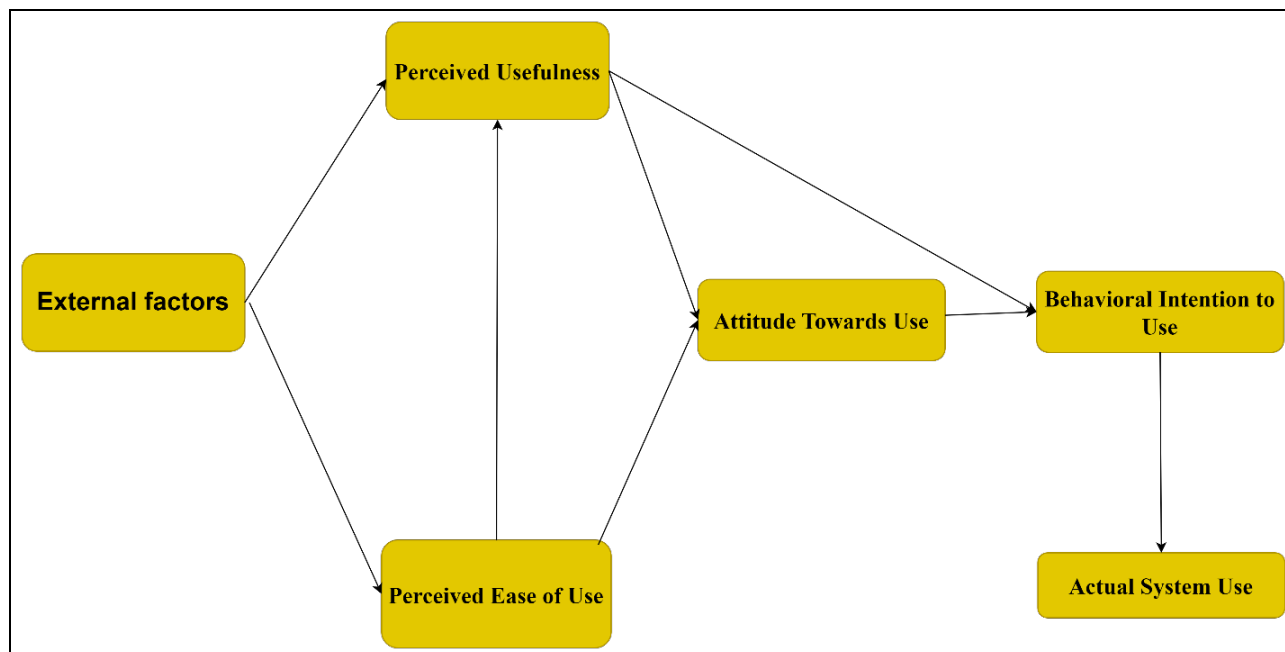 Perceived Usefulness
External factors
Attitude Towards Use
Behavioral Intention to
Use
Perceived Ease of Use
Actual System Use